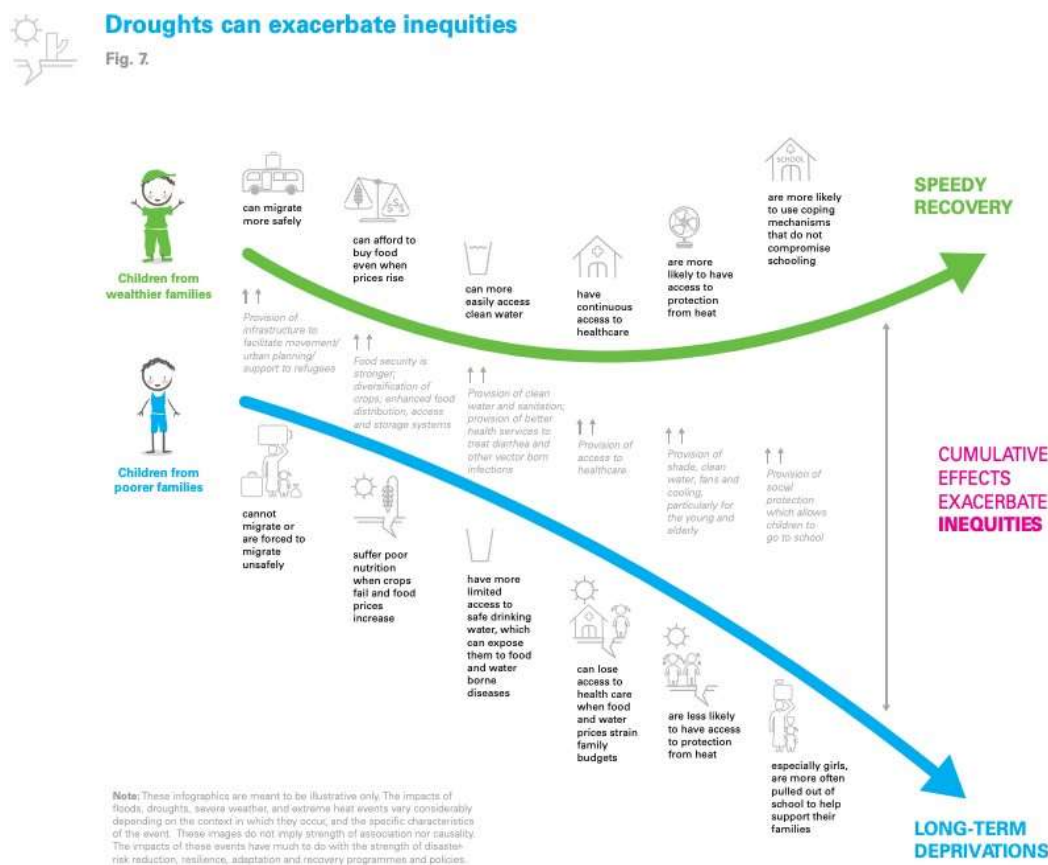 Droughts can exacerbate inequities
Fig. 7.
Children from
wealthier families
can migrate
more safely
can afford to
buy food
even when
prices rise
$
$
$
can more
easily access
clean water
have
continuous
access to
healthcare
are more
likely to have
access to
protection
from heat
SCHOOL
are more likely
to use coping
mechanisms
that do not
compromise
schooling
SPEEDY
RECOVERY
Provision of
infrastructure to
facilitate movement/
urban planning/
support to refugees
Food security is
stronger;
diversification of
crops; enhanced food
distribution, access
and storage systems
Provision of clean
water and sanitation;
provision of better
health services to
treat diarrhea and
other vector born
infections
Provision of
access to
healthcare
Provision of
shade, clean
water, fans and
cooling,
particularly for
the young and
elderly
Provision of
social
protection
which allows
children to
go to school
CUMULATIVE
EFFECTS
EXACERBATE
INEQUITIES
Children from
poorer families
cannot
migrate or
are forced to
migrate
unsafely
suffer poor
nutrition
when crops
fail and food
prices
increase
have more
limited
access to
safe drinking
water, which
can expose
them to food
and water
borne
diseases
can lose
access to
health care
when food
and water
prices strain
family
budgets
are less likely
to have access
to protection
from heat
especially girls,
are more often
pulled out of
school to help
support their
families
LONG-TERM
DEPRIVATIONS
Note: These infographics are meant to be illustrative only. The impacts of
floods, droughts, severe weather, and extreme heat events vary considerably
depending on the context in which they occur, and the specific characteristics
of the event. These images do not imply strength of association nor causality.
The impacts of these events have much to do with the strength of disaster-
risk reduction, resilience, adaptation and recovery programmes and policies.